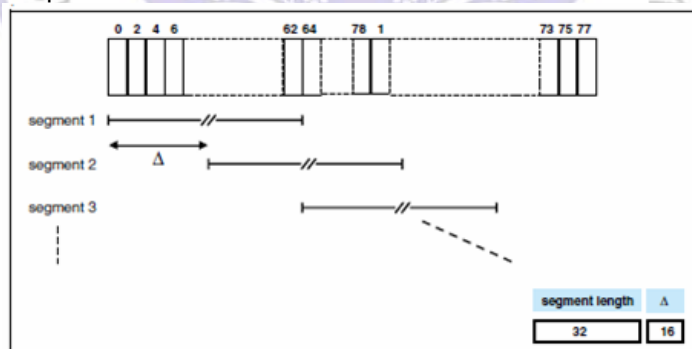 0 2 4 6 62 64 78 1 73 75 77
segment 1
Δ
segment 2
segment 3
segment length Δ
32 16